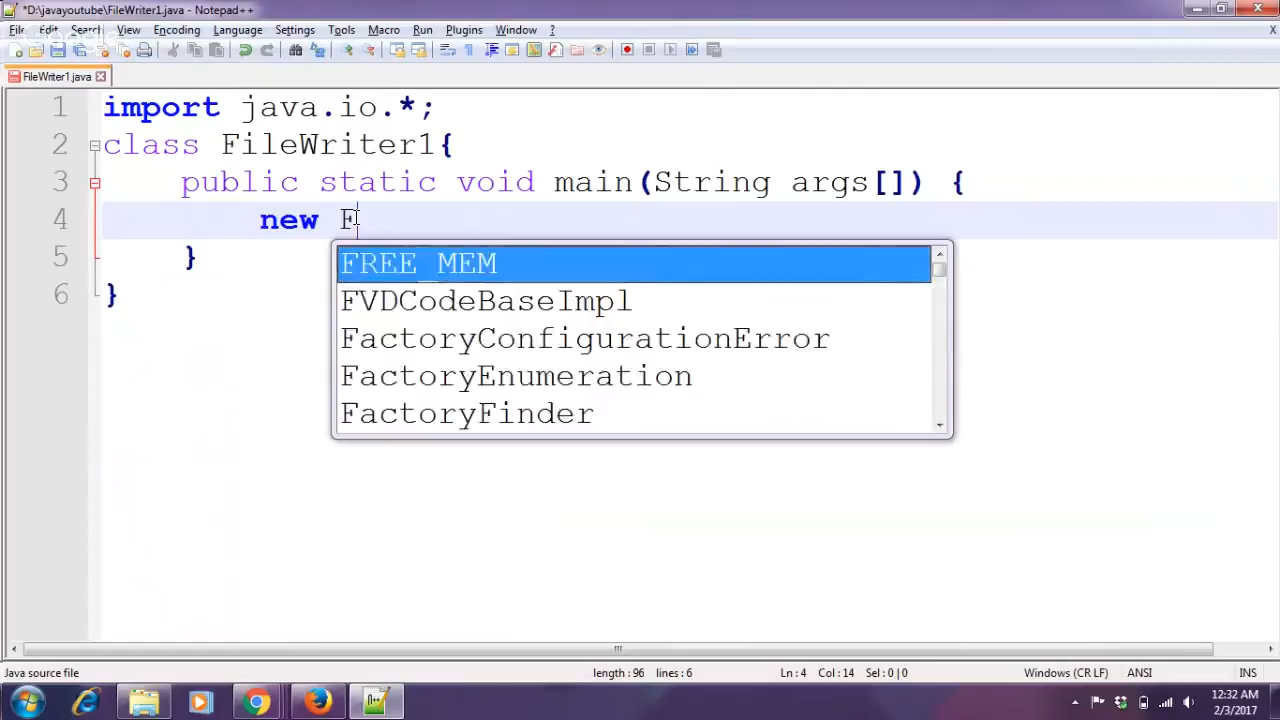 *D:\javayoutube\FileWriter1.java - Notepad++
File Edit Search View Encoding Language Settings Tools Macro Run Plugins Window ? X
FileWriter1.java
1 import java.io.*;
2 class FileWriter1{
3 public static void main(String args[]) {
4 new F
5 }
6 }
FREE_MEM
FVDCodeBaseImpl
FactoryConfigurationError
FactoryEnumeration
FactoryFinder
Java source file length:96 lines:6 Ln:4 Col:14 Sel:0|0 Windows (CR LF) ANSI INS
12:32 AM
2/3/2017